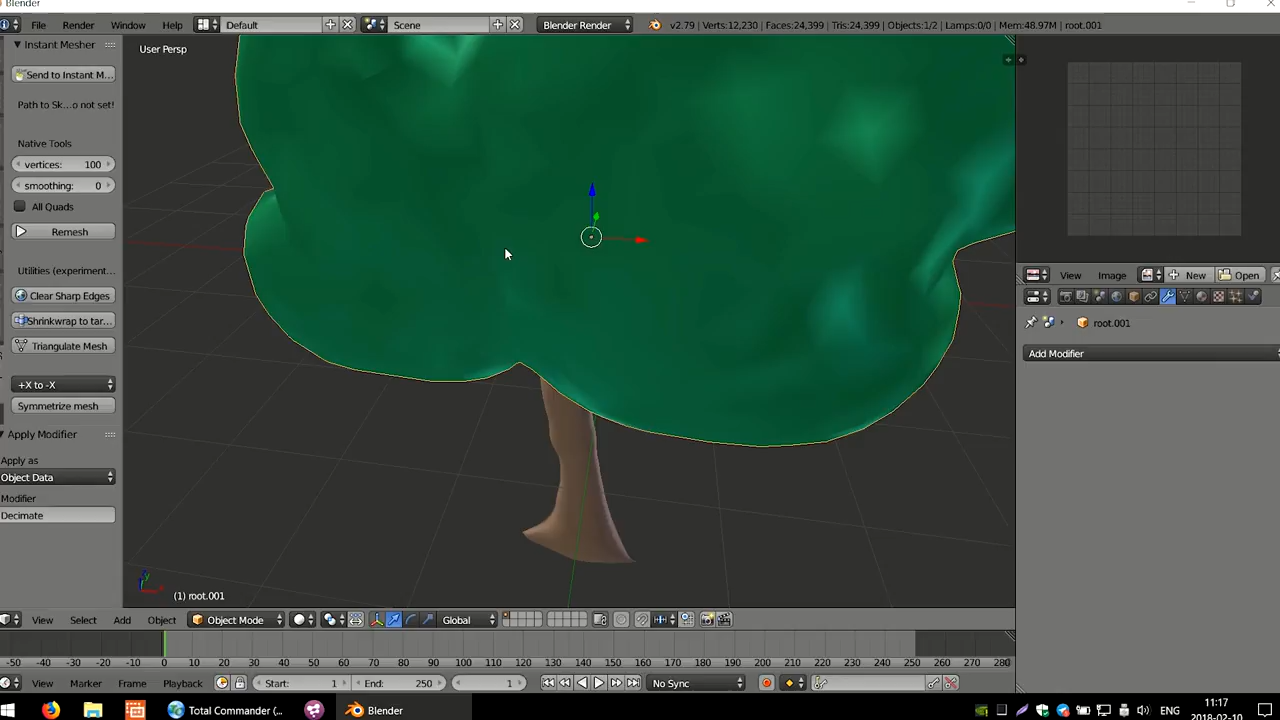 Blender
File Render Window Help Default Scene Blender Render v2.79 | Verts:12,230 | Faces:24,399 | Tris:24,399 | Objects:1/2 | Lamps:0/0 | Mem:48.97M | root.001
Instant Mesher
Send to Instant M...
Path to Sk...o not set!
Native Tools
vertices: 100
smoothing: 0
All Quads
Remesh
Utilities (experiment...
Clear Sharp Edges
Shrinkwrap to tar...
Triangulate Mesh
+X to -X
Symmetrize mesh
Apply Modifier
Apply as
Object Data
Modifier
Decimate
User Persp
(1) root.001
View Image New Open
root.001
Add Modifier
View Select Add Object Object Mode Global
-50 -40 -30 -20 -10 0 10 20 30 40 50 60 70 80 90 100 110 120 130 140 150 160 170 180 190 200 210 220 230 240 250 260 270 280
View Marker Frame Playback Start: 1 End: 250 1 No Sync
Total Commander (... Blender ENG 11:17
2018-02-10